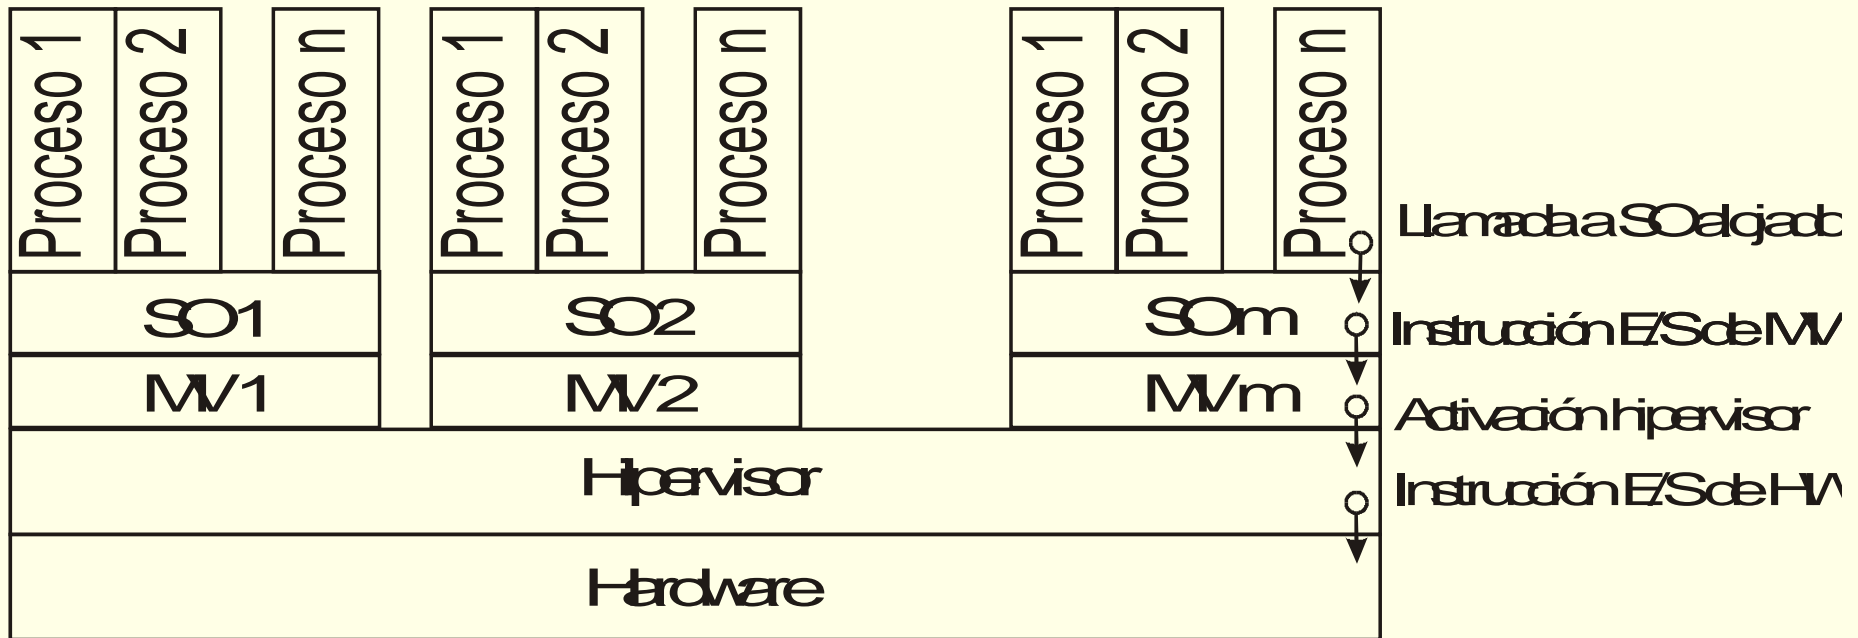 Proceso 1
Proceso 2
Proceso n
Proceso 1
Proceso 2
Proceso n
Proceso 1
Proceso 2
Proceso n
Llamada a SO alojado
SO1
SO2
SOm
Instrucción E/S de MV
MV1
MV2
MVm
Activación hipervisor
Hipervisor
Instrucción E/S de HW
Hardware